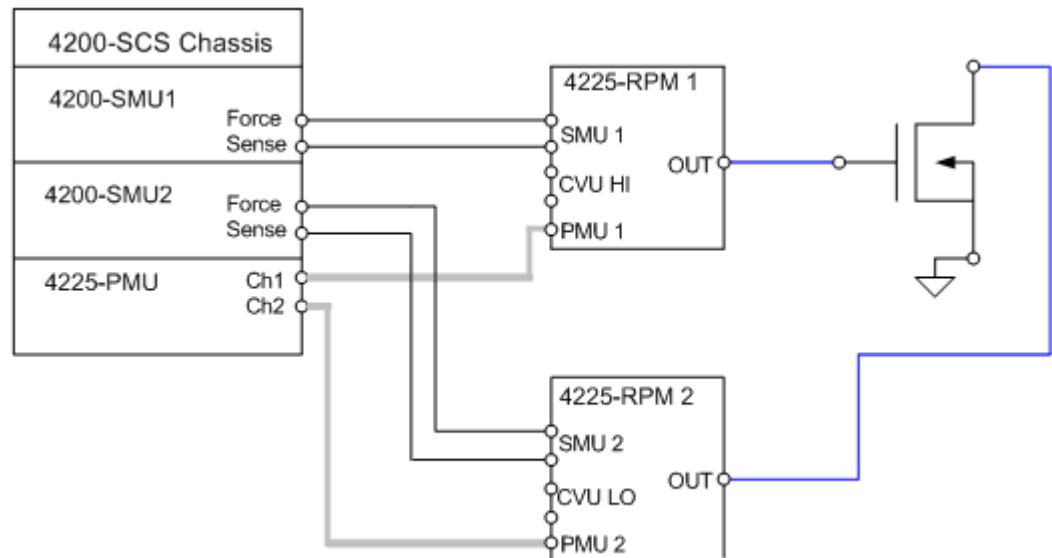 4200-SCS Chassis
4200-SMU1
Force
Sense
4200-SMU2
Force
Sense
4225-PMU
Ch1
Ch2
4225-RPM 1
SMU 1
CVU HI
PMU 1
OUT
4225-RPM 2
SMU 2
CVU LO
PMU 2
OUT